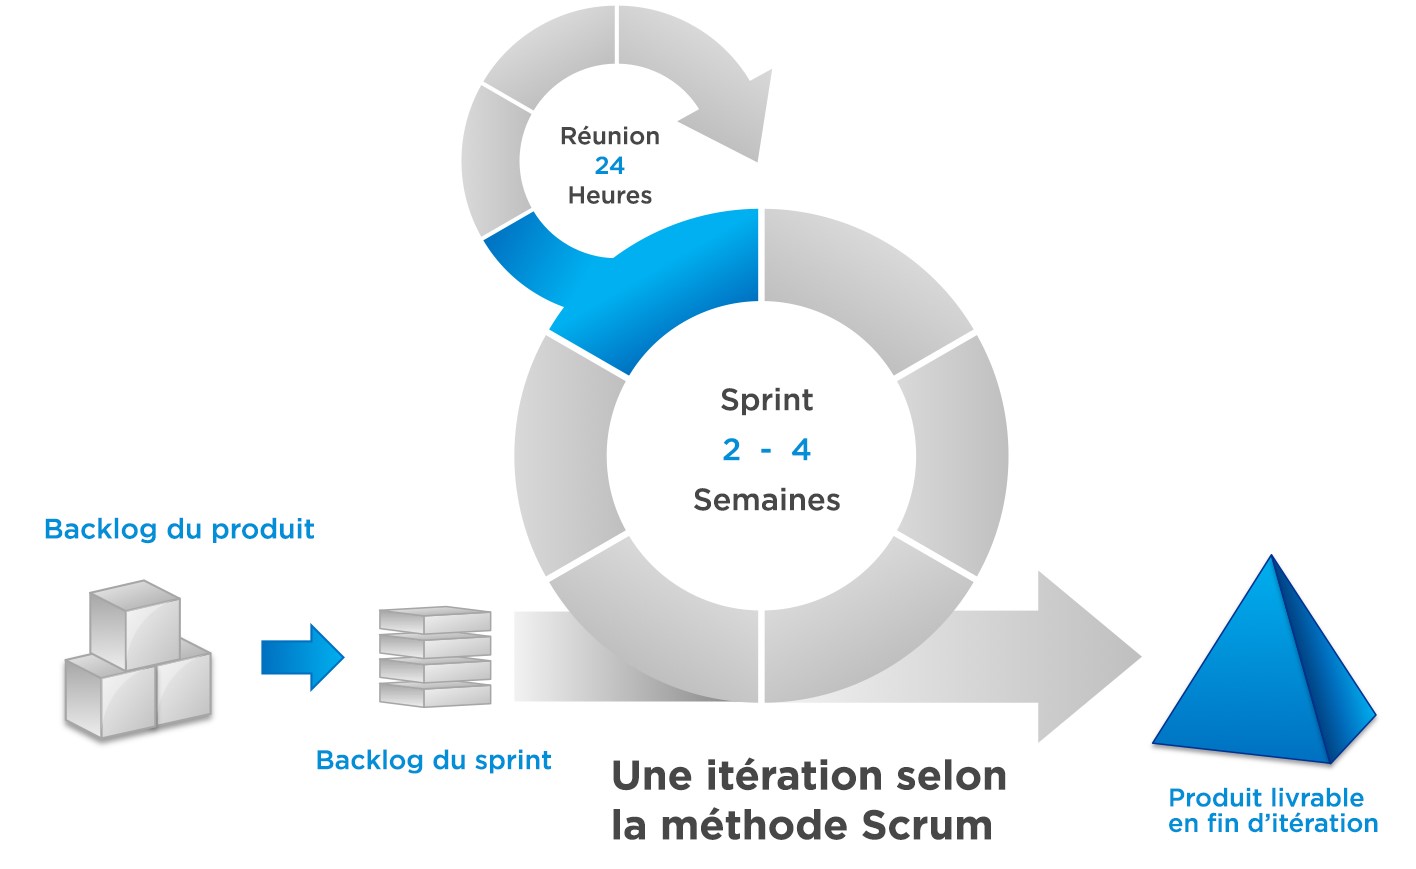 Réunion
24
Heures
Sprint
2 - 4
Semaines
Backlog du produit
Backlog du sprint
Une itération selon
la méthode Scrum
Produit livrable
en fin d'itération